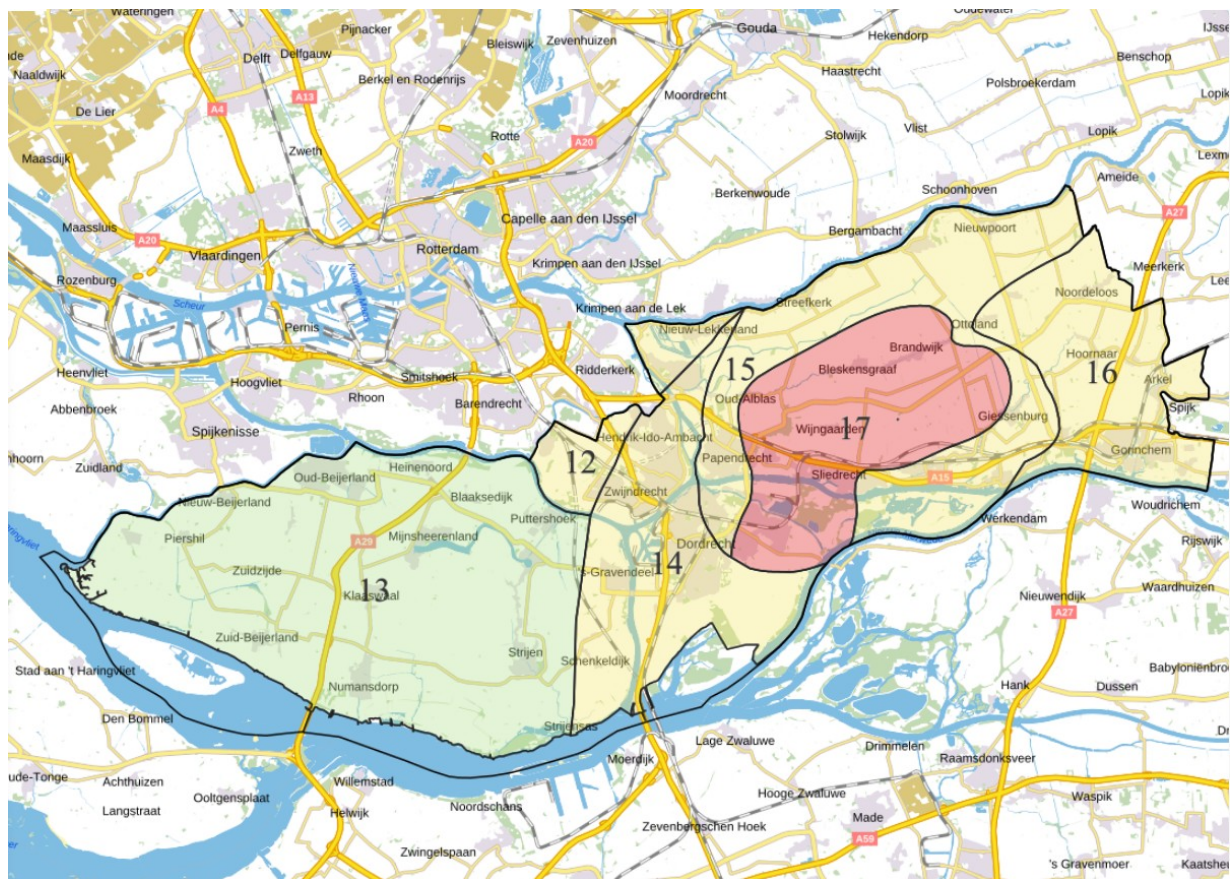 Wateringen
Pijnacker
Bleiswijk
Zevenhuizen
Gouda
Oudewater
Hekendorp
Delft
Delfgauw
Benschop
Naaldwijk
Berkel en Rodenrijs
Haastrecht
Polsbroekerdam
A4
A13
Moordrecht
Lopik
De Lier
Rotte
A20
Stolwijk
Vlist
Lopik
Zweth
Maasdijk
Ameide
Berkenwoude
Schoonhoven
Capelle aan den IJssel
A27
Maassluis
A20
Vlaardingen
Rotterdam
Bergambacht
Nieuwpoort
Krimpen aan den IJssel
Meerkerk
Rozenburg
Scheur
Noordeloos
Krimpen aan de Lek
Streefkerk
Pernis
Nieuw-Lekkerland
Ottoland
Brandwijk
Hoornaar
Heenvliet
Hoogvliet
Smitshoek
Ridderkerk
15
Bleskensgraaf
16
Arkel
Rhoon
Barendrecht
Oud-Alblas
Spijk
Abbenbroek
Giessenburg
Spijkenisse
Hendrik-Ido-Ambacht
Wijngaarden
17
Gorinchem
Zuidland
12
Papendrecht
Heinenoord
Sliedrecht
A15
Oud-Beijerland
Zwijndrecht
Nieuw-Beijerland
Blaaksedijk
Woudrichem
Puttershoek
Werkendam
Haringvliet
Piershil
A29
Mijnsheerenland
Dordrecht
Rijswijk
Zuidzijde
's-Gravendeel
14
Waardhuizen
13
Klaaswaal
Nieuwendijk
A27
Zuid-Beijerland
Strijen
Schenkeldijk
Stad aan 't Haringvliet
Numansdorp
Hank
Dussen
Den Bommel
Strijensas
Lage Zwaluwe
Drimmelen
Moerdijk
Raamsdonksveer
Achthuizen
Willemstad
Ooltgensplaat
Noordschans
Hooge Zwaluwe
Waspik
Langstraat
Helwijk
Made
Zevenbergschen Hoek
A59
Zwingelspaan
's Gravenmoer